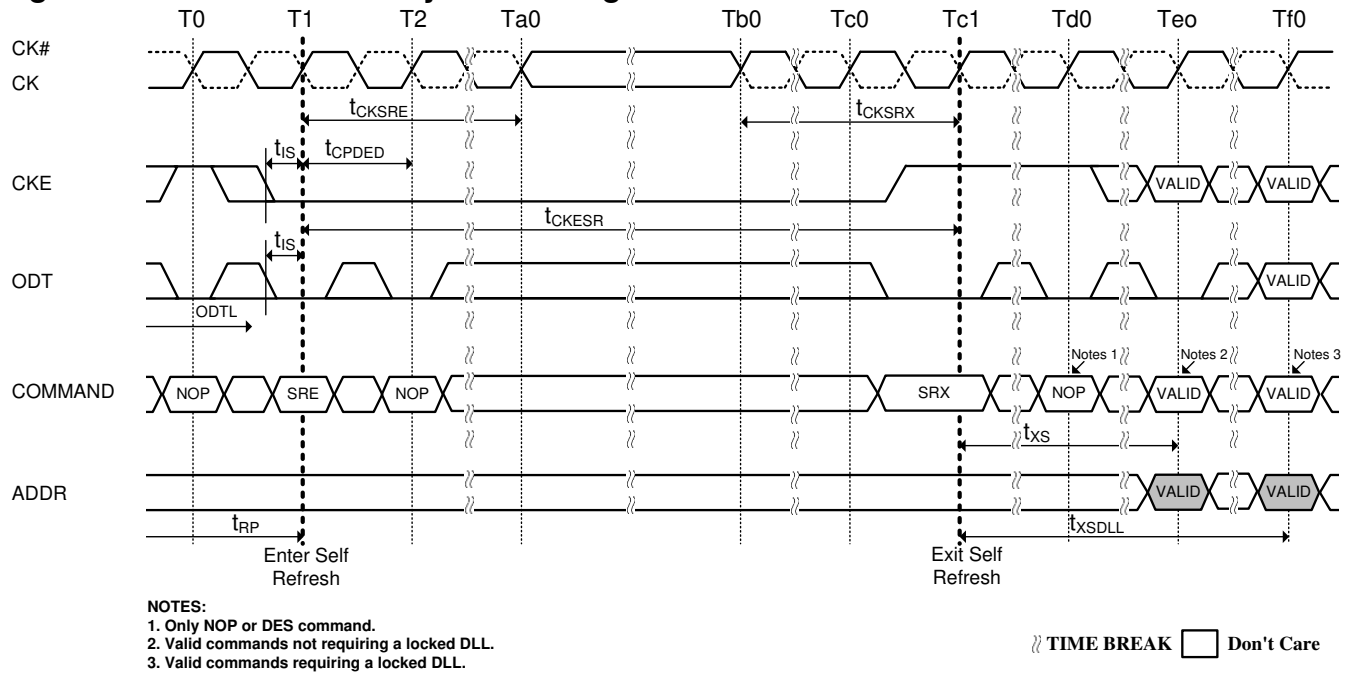 T0 T1 T2 Ta0 Tb0 Tc0 Tc1 Td0 Teo Tf0
CK#
CK
tCKSRE tCKSRX
tIS tCPDED
CKE VALID VALID
tCKESR
tIS
ODT VALID
ODTL
Notes 1 Notes 2 Notes 3
COMMAND NOP SRE NOP SRX NOP VALID VALID
tXS
ADDR VALID VALID
tRP tXSDLL
Enter Self Exit Self
Refresh Refresh
NOTES:
1. Only NOP or DES command.
2. Valid commands not requiring a locked DLL.
3. Valid commands requiring a locked DLL.
TIME BREAK Don't Care